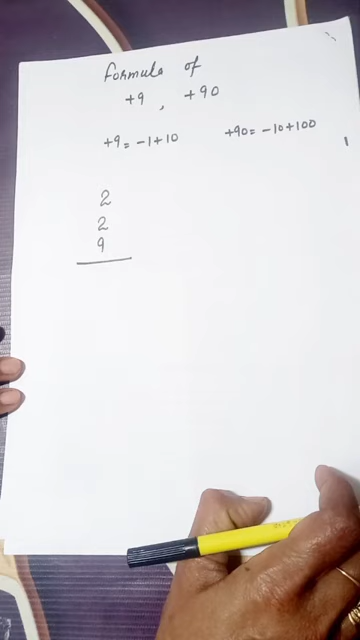 Formula of
+9 , +90
+9 = -1+10 +90 = -10+100
2
2
9